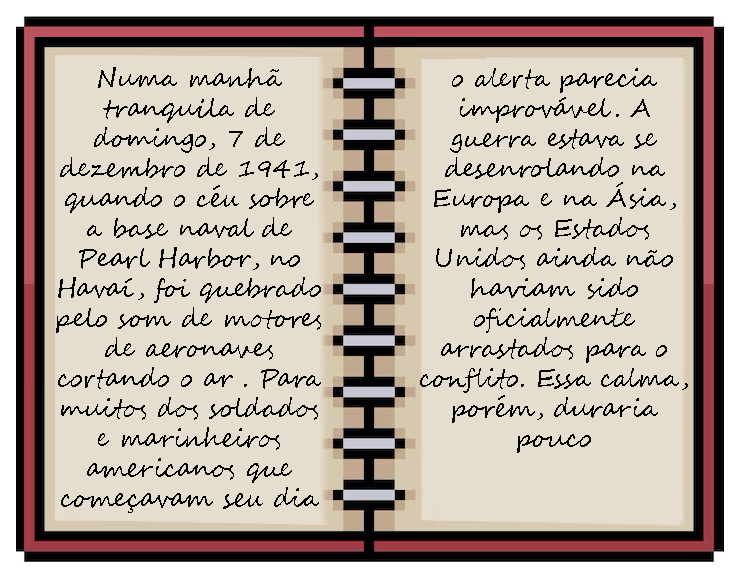 Numa manhã
tranquila de
domingo, 7 de
dezembro de 1941,
quando o céu sobre
a base naval de
Pearl Harbor, no
Havaí, foi quebrado
pelo som de motores
de aeronaves
cortando o ar . Para
muitos dos soldados
e marinheiros
americanos que
começavam seu dia
o alerta parecia
improvável. A
guerra estava se
desenrolando na
Europa e na Ásia,
mas os Estados
Unidos ainda não
haviam sido
oficialmente
arrastados para o
conflito. Essa calma,
porém, duraria
pouco